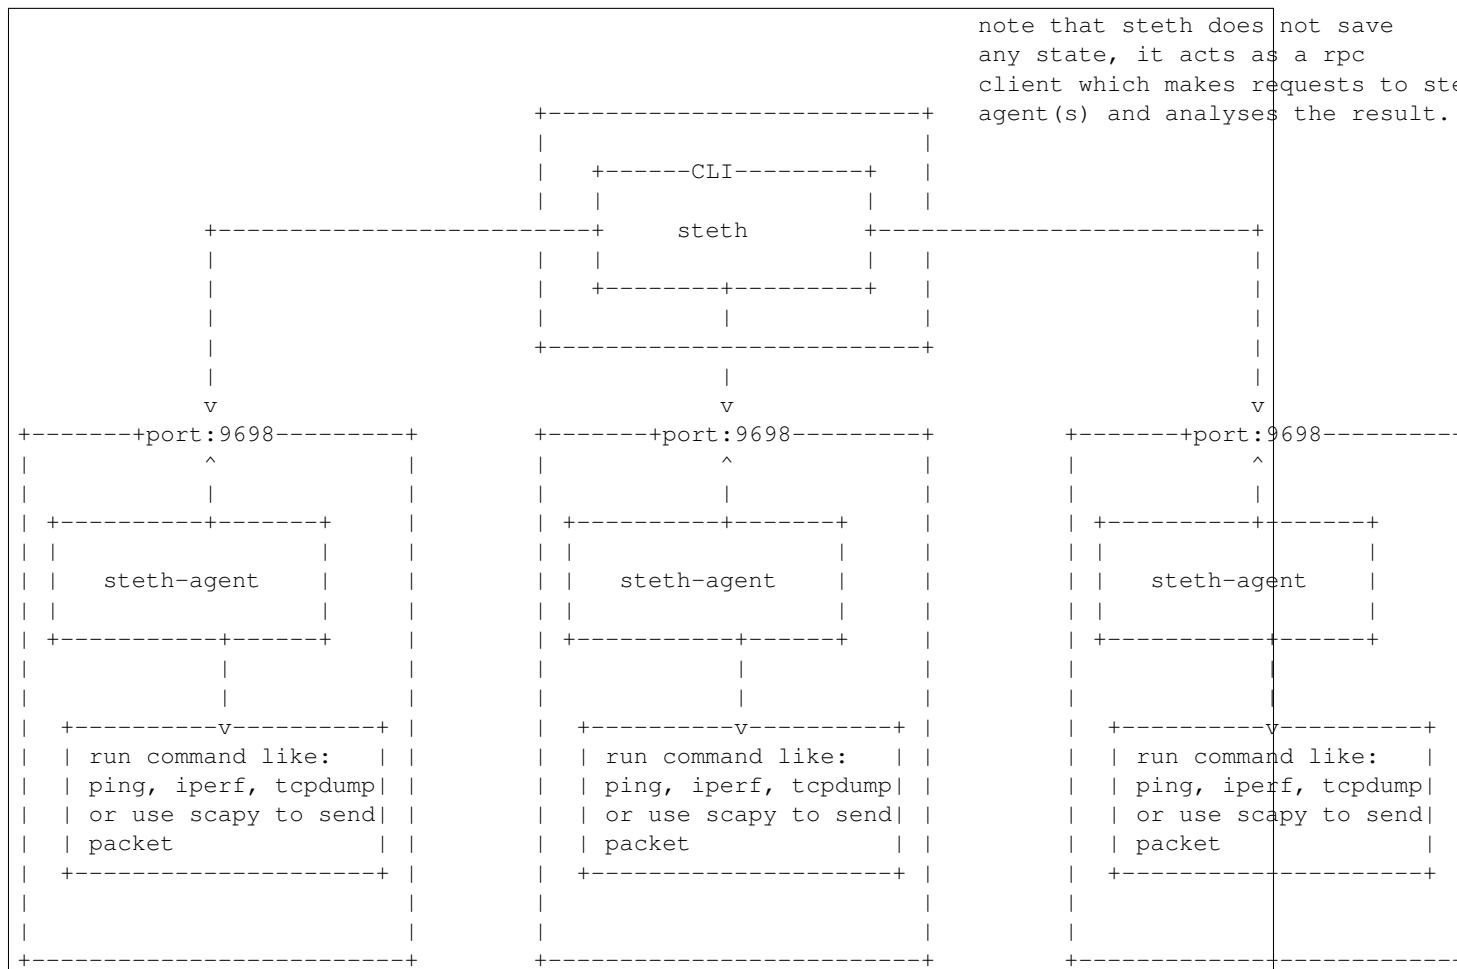 note that steth does not save
any state, it acts as a rpc
client which makes requests to ste
agent(s) and analyses the result.
CLI
steth
port:9698 port:9698 port:9698
steth-agent steth-agent steth-agent
run command like: run command like: run command like:
ping, iperf, tcpdump ping, iperf, tcpdump ping, iperf, tcpdump
or use scapy to send or use scapy to send or use scapy to send
packet packet packet